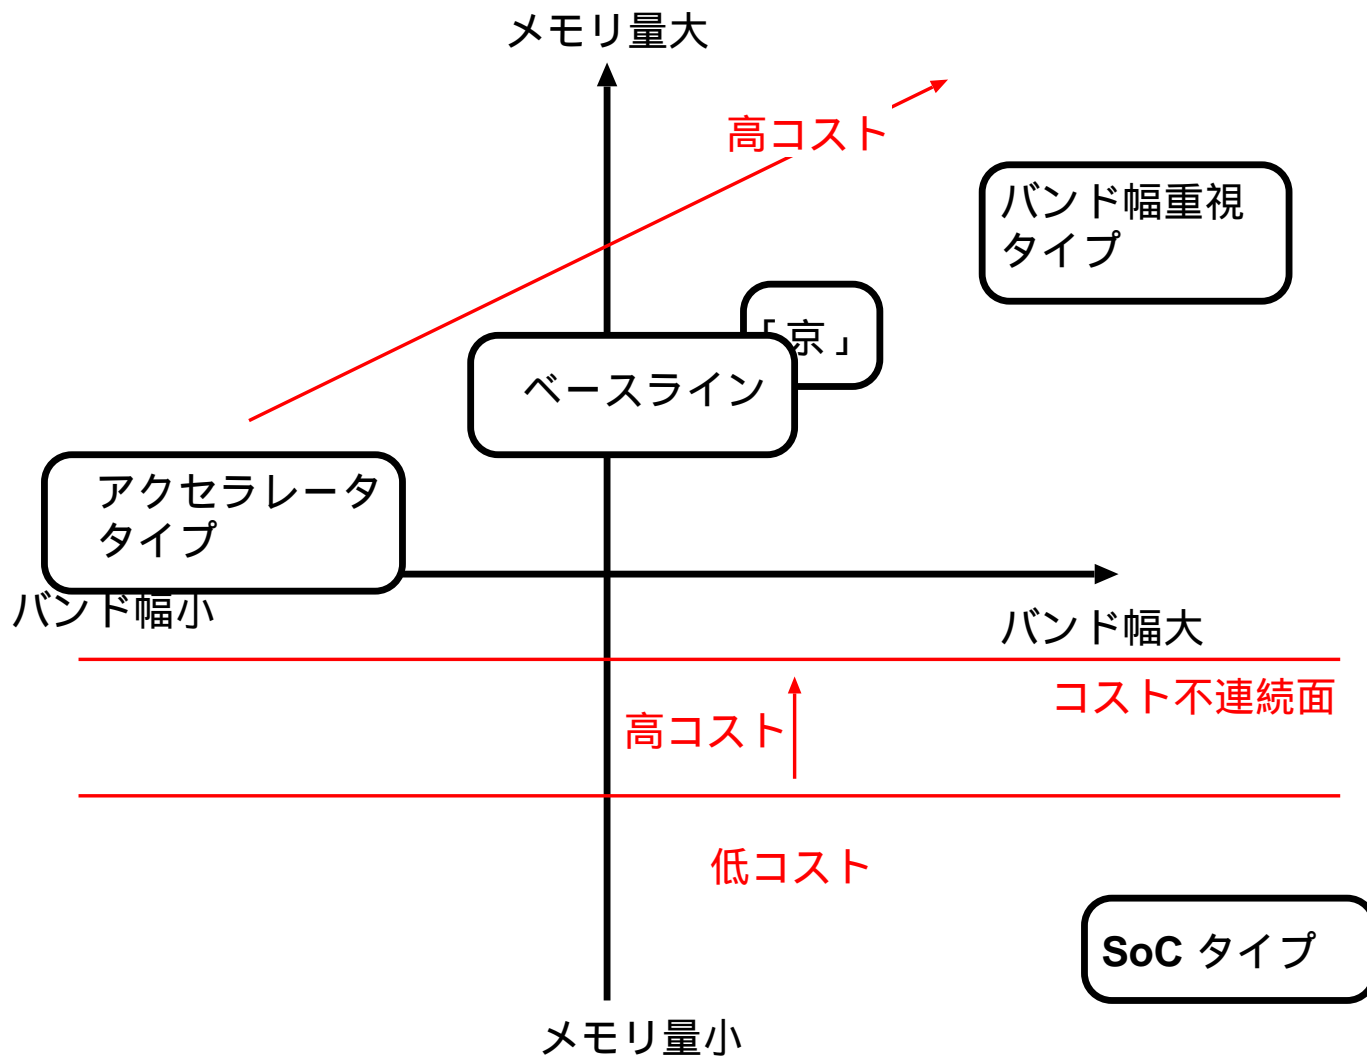 メモリ量大
高コスト
バンド幅重視
タイプ
「京」
ベースライン
アクセラレータ
タイプ
バンド幅小
バンド幅大
コスト不連続面
高コスト
低コスト
SoC タイプ
メモリ量小